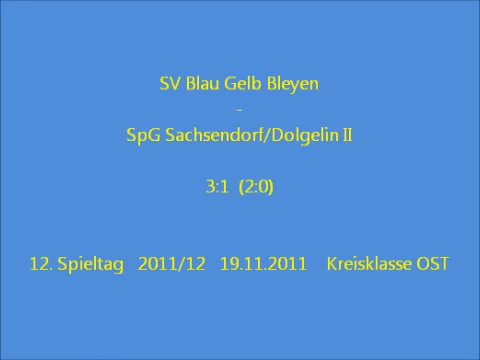 SV Blau Gelb Bleyen
-
SpG Sachsendorf/Dolgelin II
3:1 (2:0)
12. Spieltag 2011/12 19.11.2011 Kreisklasse OST